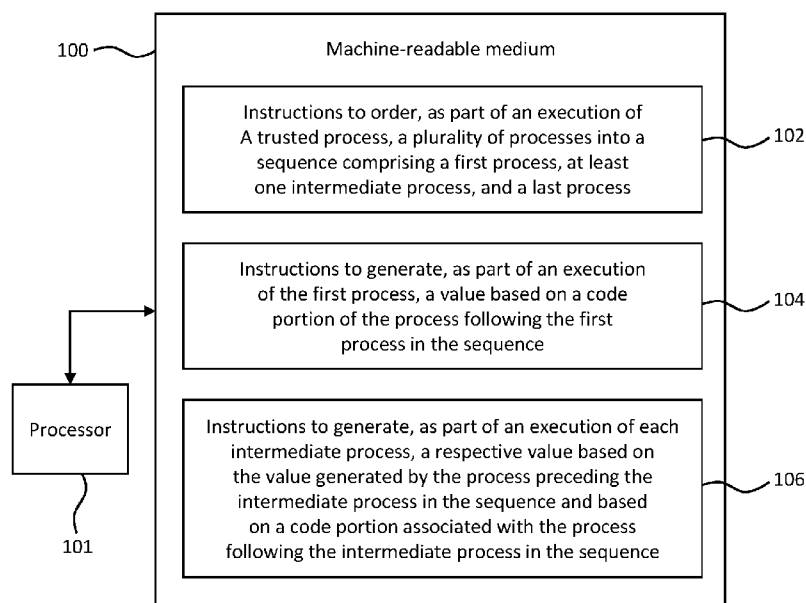 100
Machine-readable medium
Instructions to order, as part of an execution of
A trusted process, a plurality of processes into a
sequence comprising a first process, at least
one intermediate process, and a last process
102
Instructions to generate, as part of an execution
of the first process, a value based on a code
portion of the process following the first
process in the sequence
104
Processor
101
Instructions to generate, as part of an execution of each
intermediate process, a respective value based on
the value generated by the process preceding the
intermediate process in the sequence and based
on a code portion associated with the process
following the intermediate process in the sequence
106